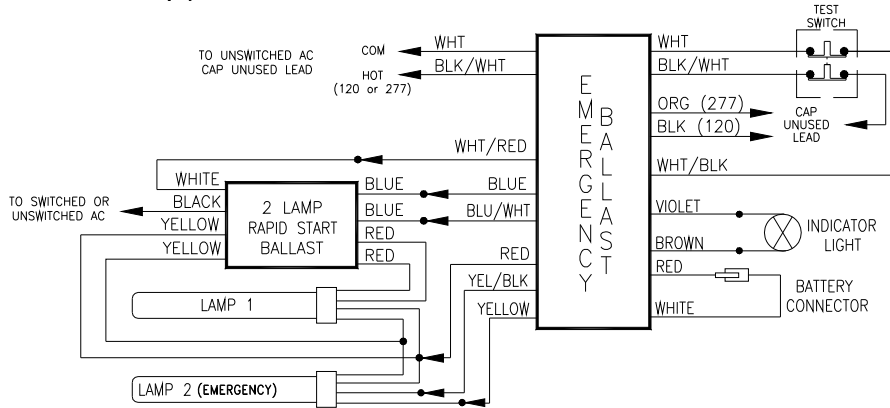 TO UNSWITCHED AC
CAP UNUSED LEAD
COM
HOT
(120 or 277)
WHT
BLK/WHT
WHT/RED
WHITE
BLACK
TO SWITCHED OR
UNSWITCHED AC
YELLOW
YELLOW
2 LAMP
RAPID START
BALLAST
BLUE
BLUE
BLUE
BLU/WHT
RED
RED
RED
YEL/BLK
YELLOW
LAMP 1
LAMP 2 (EMERGENCY)
EMERGENCY
BALLAST
TEST
SWITCH
WHT
BLK/WHT
ORG (277)
BLK (120)
CAP
UNUSED
LEAD
WHT/BLK
VIOLET
BROWN
INDICATOR
LIGHT
RED
WHITE
BATTERY
CONNECTOR